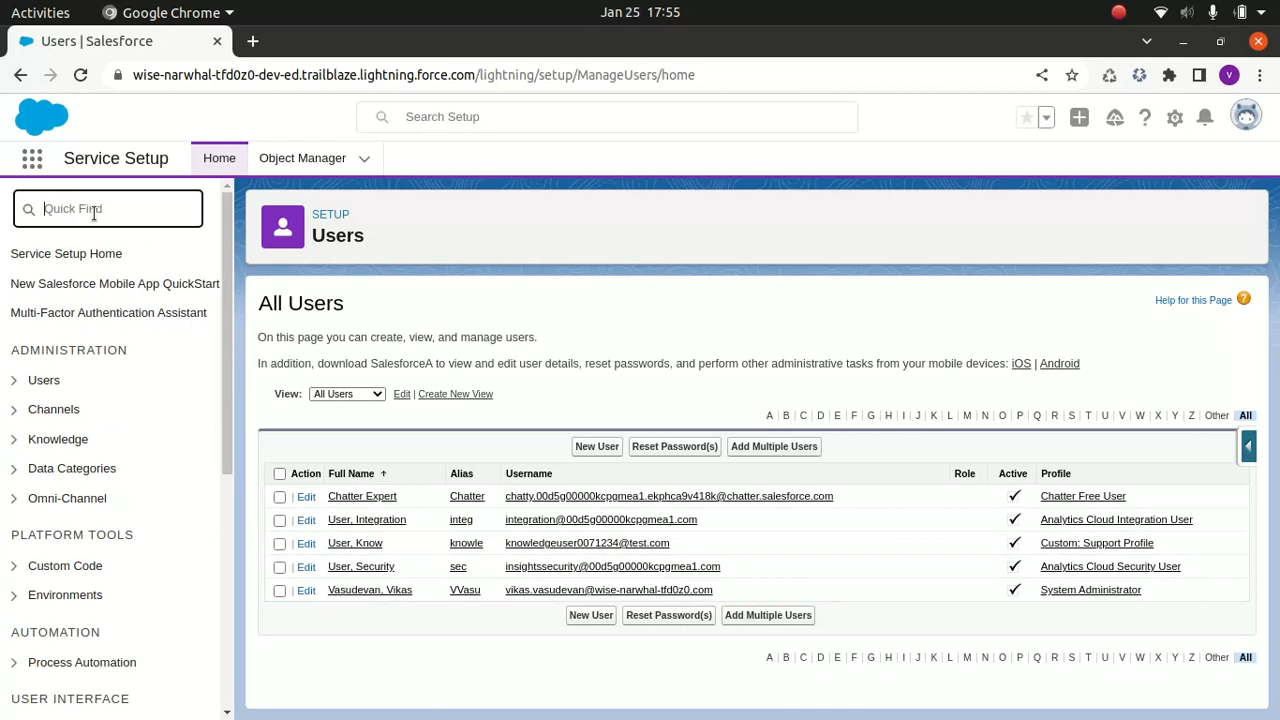 Activities
Google Chrome
Jan 25 17:55
Users | Salesforce
wise-narwhal-tfd0z0-dev-ed.trailblaze.lightning.force.com/lightning/setup/ManageUsers/home
V
Search Setup
Service Setup
Home
Object Manager
Quick Find
Service Setup Home
New Salesforce Mobile App QuickStart
Multi-Factor Authentication Assistant
ADMINISTRATION
Users
Channels
Knowledge
Data Categories
Omni-Channel
PLATFORM TOOLS
Custom Code
Environments
AUTOMATION
Process Automation
USER INTERFACE
SETUP
Users
All Users
Help for this Page ?
On this page you can create, view, and manage users.
In addition, download SalesforceA to view and edit user details, reset passwords, and perform other administrative tasks from your mobile devices: iOS | Android
View: All Users Edit | Create New View
A | B | C | D | E | F | G | H | I | J | K | L | M | N | O | P | Q | R | S | T | U | V | W | X | Y | Z | Other | All
New User Reset Password(s) Add Multiple Users
Action Full Name Alias Username Role Active Profile
| Edit Chatter Expert Chatter chatty.00d5g00000kcpgmea1.ekphca9v418k@chatter.salesforce.com Chatter Free User
| Edit User, Integration integ integration@00d5g00000kcpgmea1.com Analytics Cloud Integration User
| Edit User, Know knowle knowledgeuser0071234@test.com Custom: Support Profile
| Edit User, Security sec insightssecurity@00d5g00000kcpgmea1.com Analytics Cloud Security User
| Edit Vasudevan, Vikas VVasu vikas.vasudevan@wise-narwhal-tfd0z0.com System Administrator
New User Reset Password(s) Add Multiple Users
A | B | C | D | E | F | G | H | I | J | K | L | M | N | O | P | Q | R | S | T | U | V | W | X | Y | Z | Other | All